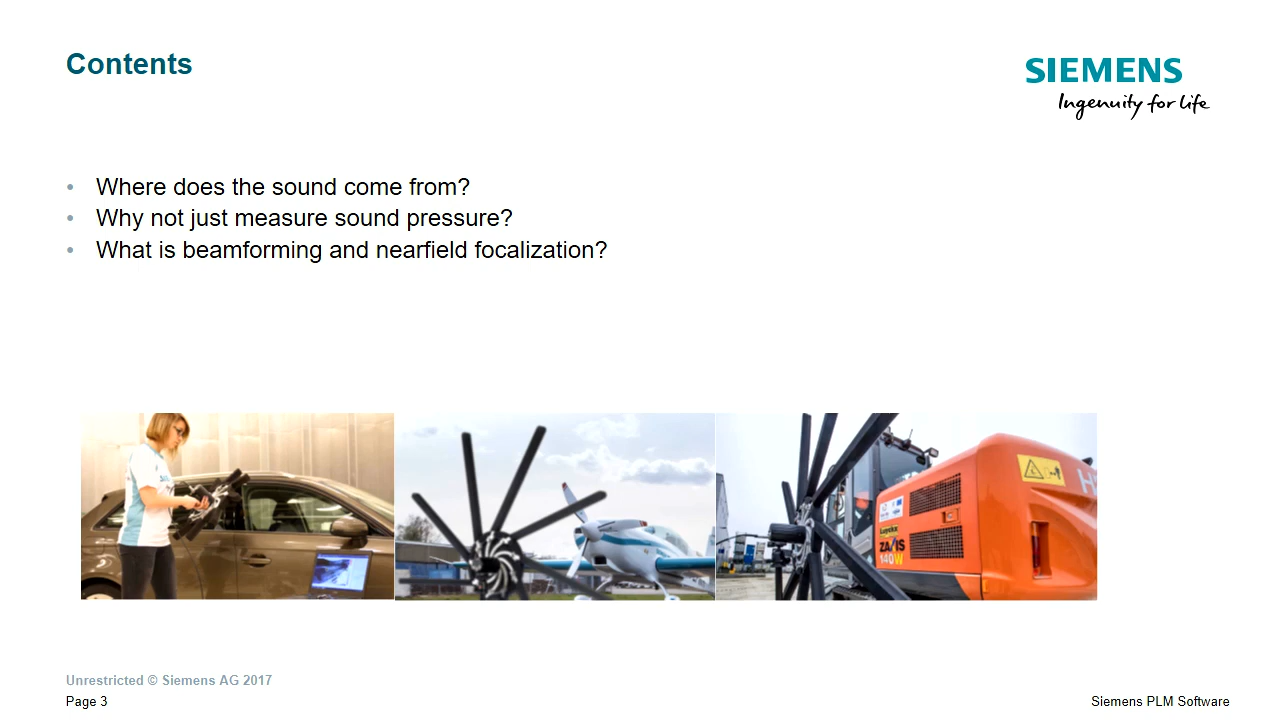 Contents
SIEMENS
Ingenuity for life
• Where does the sound come from?
• Why not just measure sound pressure?
• What is beamforming and nearfield focalization?
140W
Unrestricted © Siemens AG 2017
Page 3
Siemens PLM Software